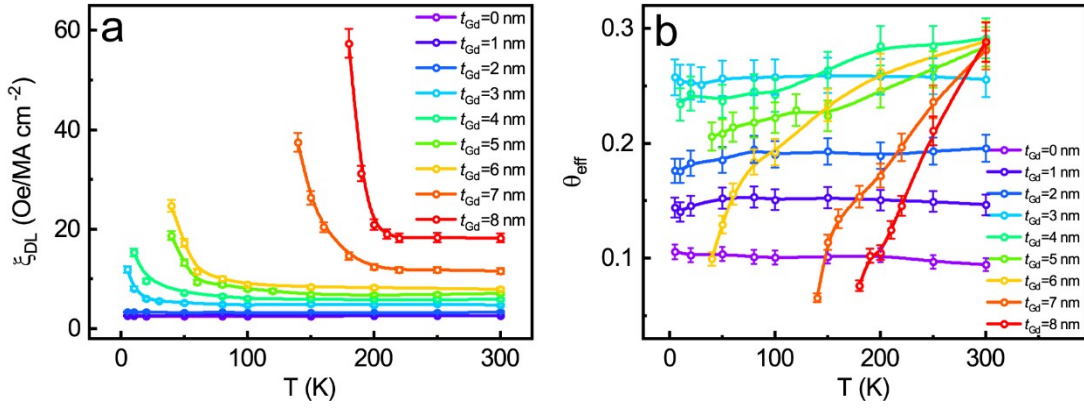 a
60
40
20
0
ξDL (Oe/MA cm⁻²)
0 50 100 150 200 250 300
T (K)
tGd=0 nm
tGd=1 nm
tGd=2 nm
tGd=3 nm
tGd=4 nm
tGd=5 nm
tGd=6 nm
tGd=7 nm
tGd=8 nm
b
0.3
0.2
0.1
θeff
0 100 200 300 400
T (K)
tGd=0 nm
tGd=1 nm
tGd=2 nm
tGd=3 nm
tGd=4 nm
tGd=5 nm
tGd=6 nm
tGd=7 nm
tGd=8 nm